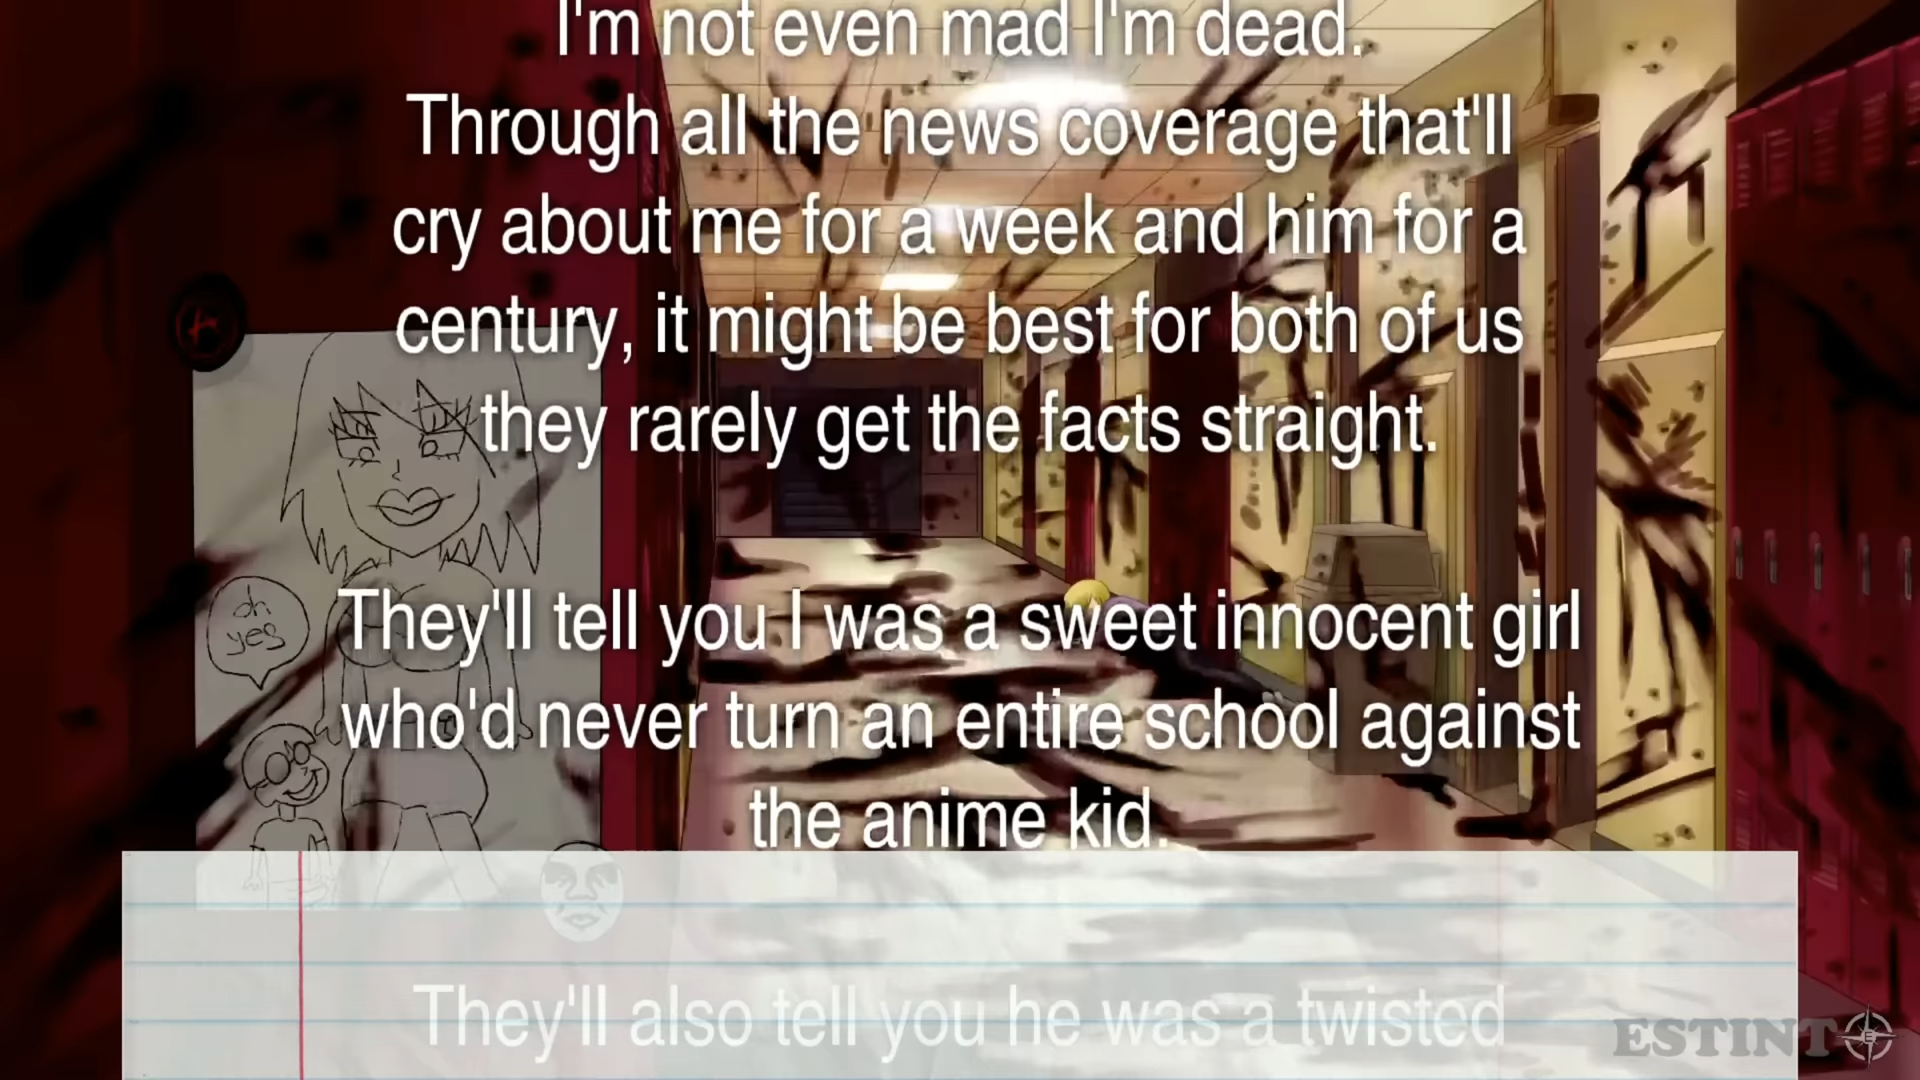 I'm not even mad I'm dead.
Through all the news coverage that'll
cry about me for a week and him for a
century, it might be best for both of us
they rarely get the facts straight.
oh
yes
They'll tell you I was a sweet innocent girl
who'd never turn an entire school against
the anime kid.
They'll also tell you he was a twisted
ESTINT